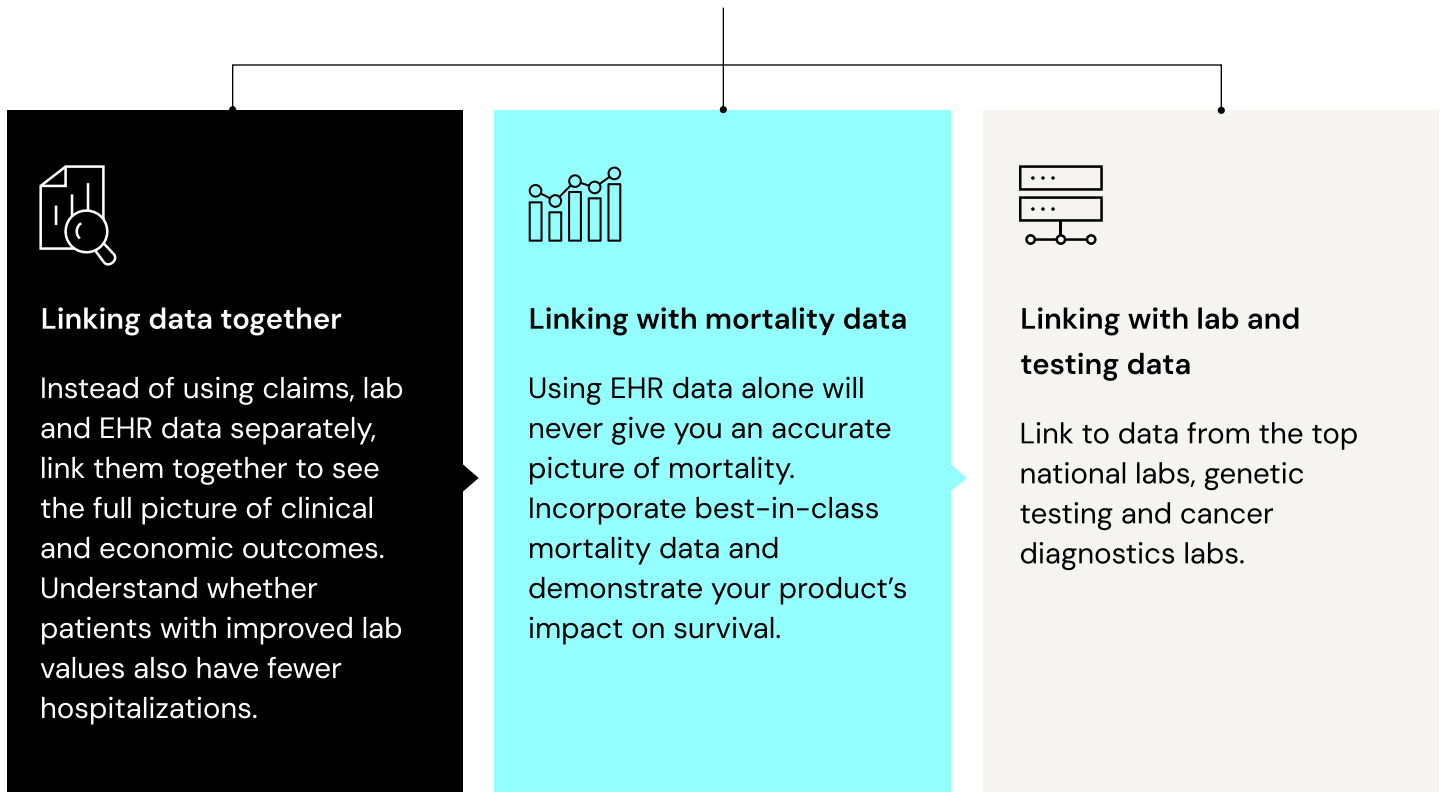 Linking data together
Instead of using claims, lab
and EHR data separately,
link them together to see
the full picture of clinical
and economic outcomes.
Understand whether
patients with improved lab
values also have fewer
hospitalizations.
Linking with mortality data
Using EHR data alone will
never give you an accurate
picture of mortality.
Incorporate best-in-class
mortality data and
demonstrate your product’s
impact on survival.
Linking with lab and
testing data
Link to data from the top
national labs, genetic
testing and cancer
diagnostics labs.